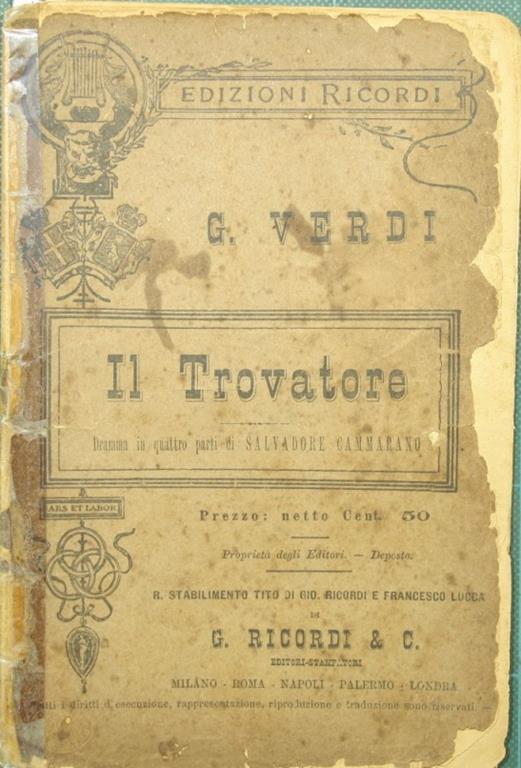 EDIZIONI RICORDI
G. VERDI
Il Trovatore
Dramma in quattro parti di SALVADORE CAMMARANO
ARS ET LABOR
Prezzo: netto Cent. 50
Proprietà degli Editori. — Deposto.
R. STABILIMENTO TITO DI GIO. RICORDI E FRANCESCO LUCCA
DI
G. RICORDI & C.
EDITORI-STAMPATORI
MILANO - ROMA - NAPOLI - PALERMO - LONDRA
i diritti d'esecuzione, rappresentazione, riproduzione e traduzione sono riservati. —